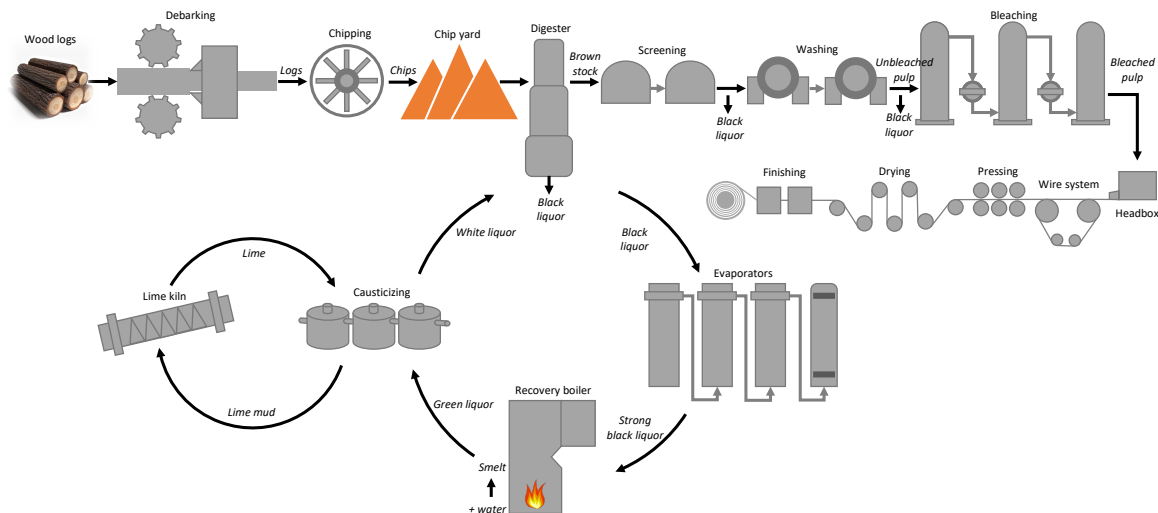 Debarking
Wood logs
Logs
Chipping
Chips
Chip yard
Digester
Brown
stock
Screening
Black
liquor
Washing
Unbleached
pulp
Black
liquor
Bleaching
Bleached
pulp
Black
liquor
Finishing
Drying
Pressing
Wire system
Headbox
White liquor
Black
liquor
Lime
Lime kiln
Causticizing
Evaporators
Lime mud
Green liquor
Recovery boiler
Strong
black liquor
Smelt
+ water